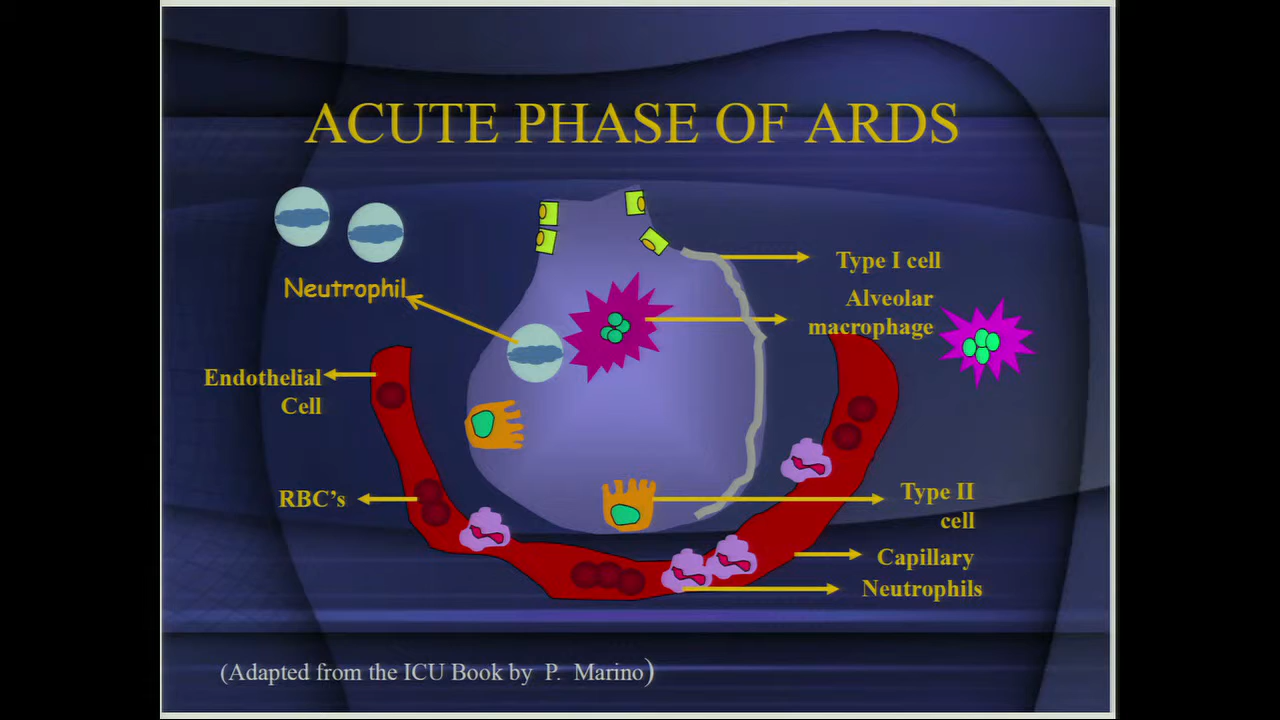 ACUTE PHASE OF ARDS
Neutrophil
Type I cell
Alveolar
macrophage
Endothelial
Cell
RBC’s
Type II
cell
Capillary
Neutrophils
(Adapted from the ICU Book by P. Marino)